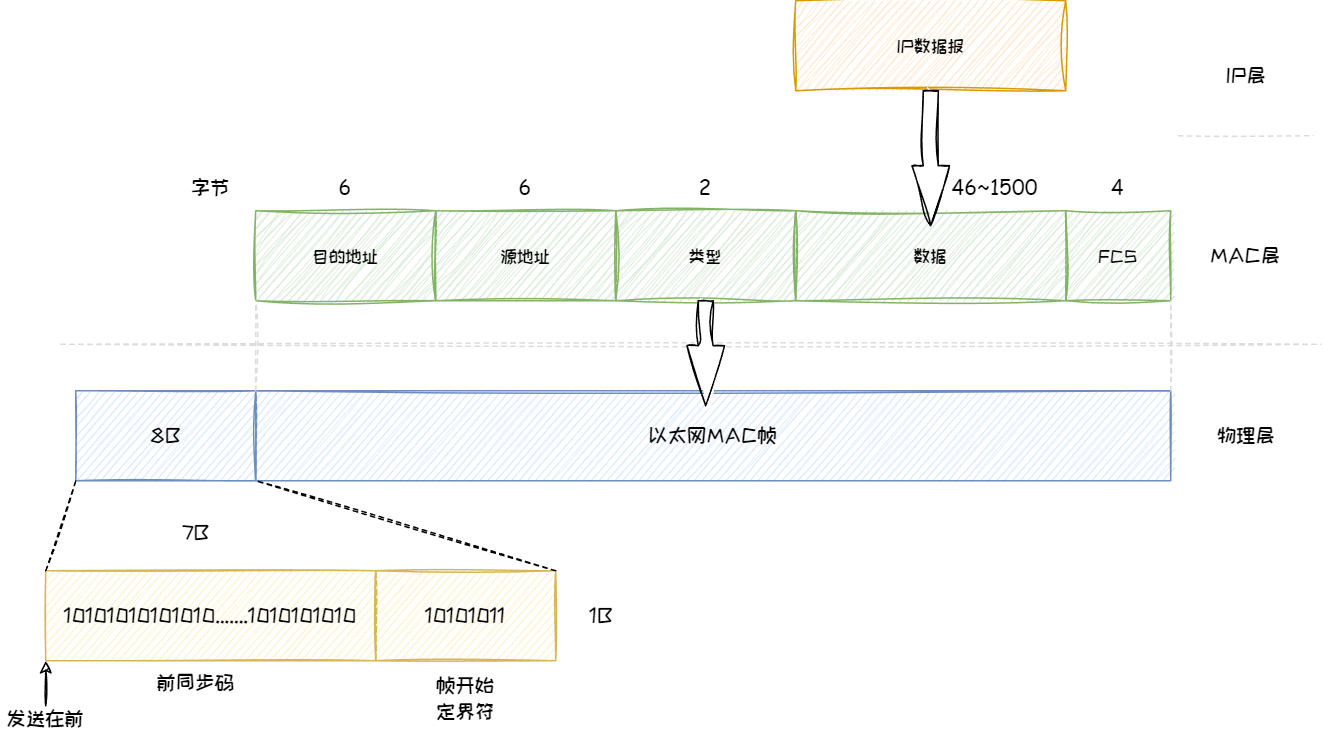 IP数据报
IP层
字节 6 6 2 46~1500 4
目的地址 源地址 类型 数据 FCS MAC层
8B 以太网MAC帧 物理层
7B
10101010101010.......1010101010 10101011 1B
前同步码 帧开始
定界符
发送在前